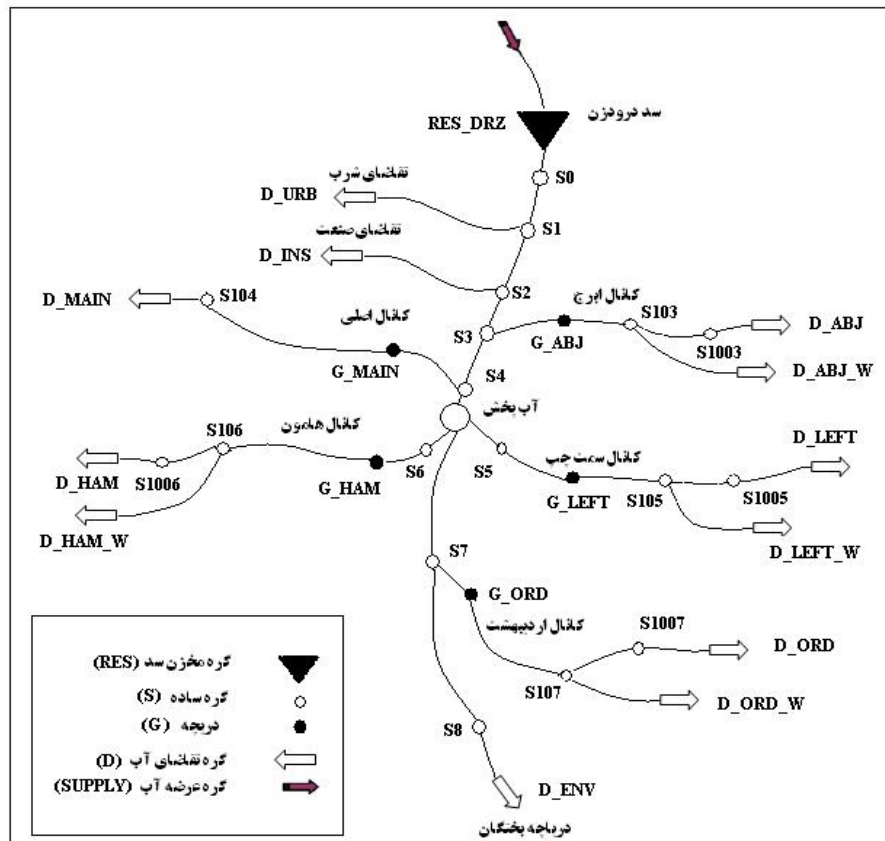 سد درودزن
RES_DRZ
S0
تقاضای شرب
D_URB
S1
تقاضای صنعت
D_INS
S2
کانال ابرج
S103
D_MAIN
S104
کانال اصلی
S3
D_ABJ
G_ABJ
S1003
G_MAIN
S4
D_ABJ_W
آب پخش
کانال هامون
S106
D_LEFT
کانال سمت چپ
S6
S5
D_HAM
S1006
G_HAM
G_LEFT
S105
S1005
D_HAM_W
D_LEFT_W
S7
G_ORD
کانال اردیبهشت
S1007
D_ORD
S107
D_ORD_W
S8
D_ENV
دریاچه بختگان
گره مخزن سد (RES)
گره ساده (S)
دریچه (G)
گره تقاضای آب (D)
گره عرضه آب (SUPPLY)